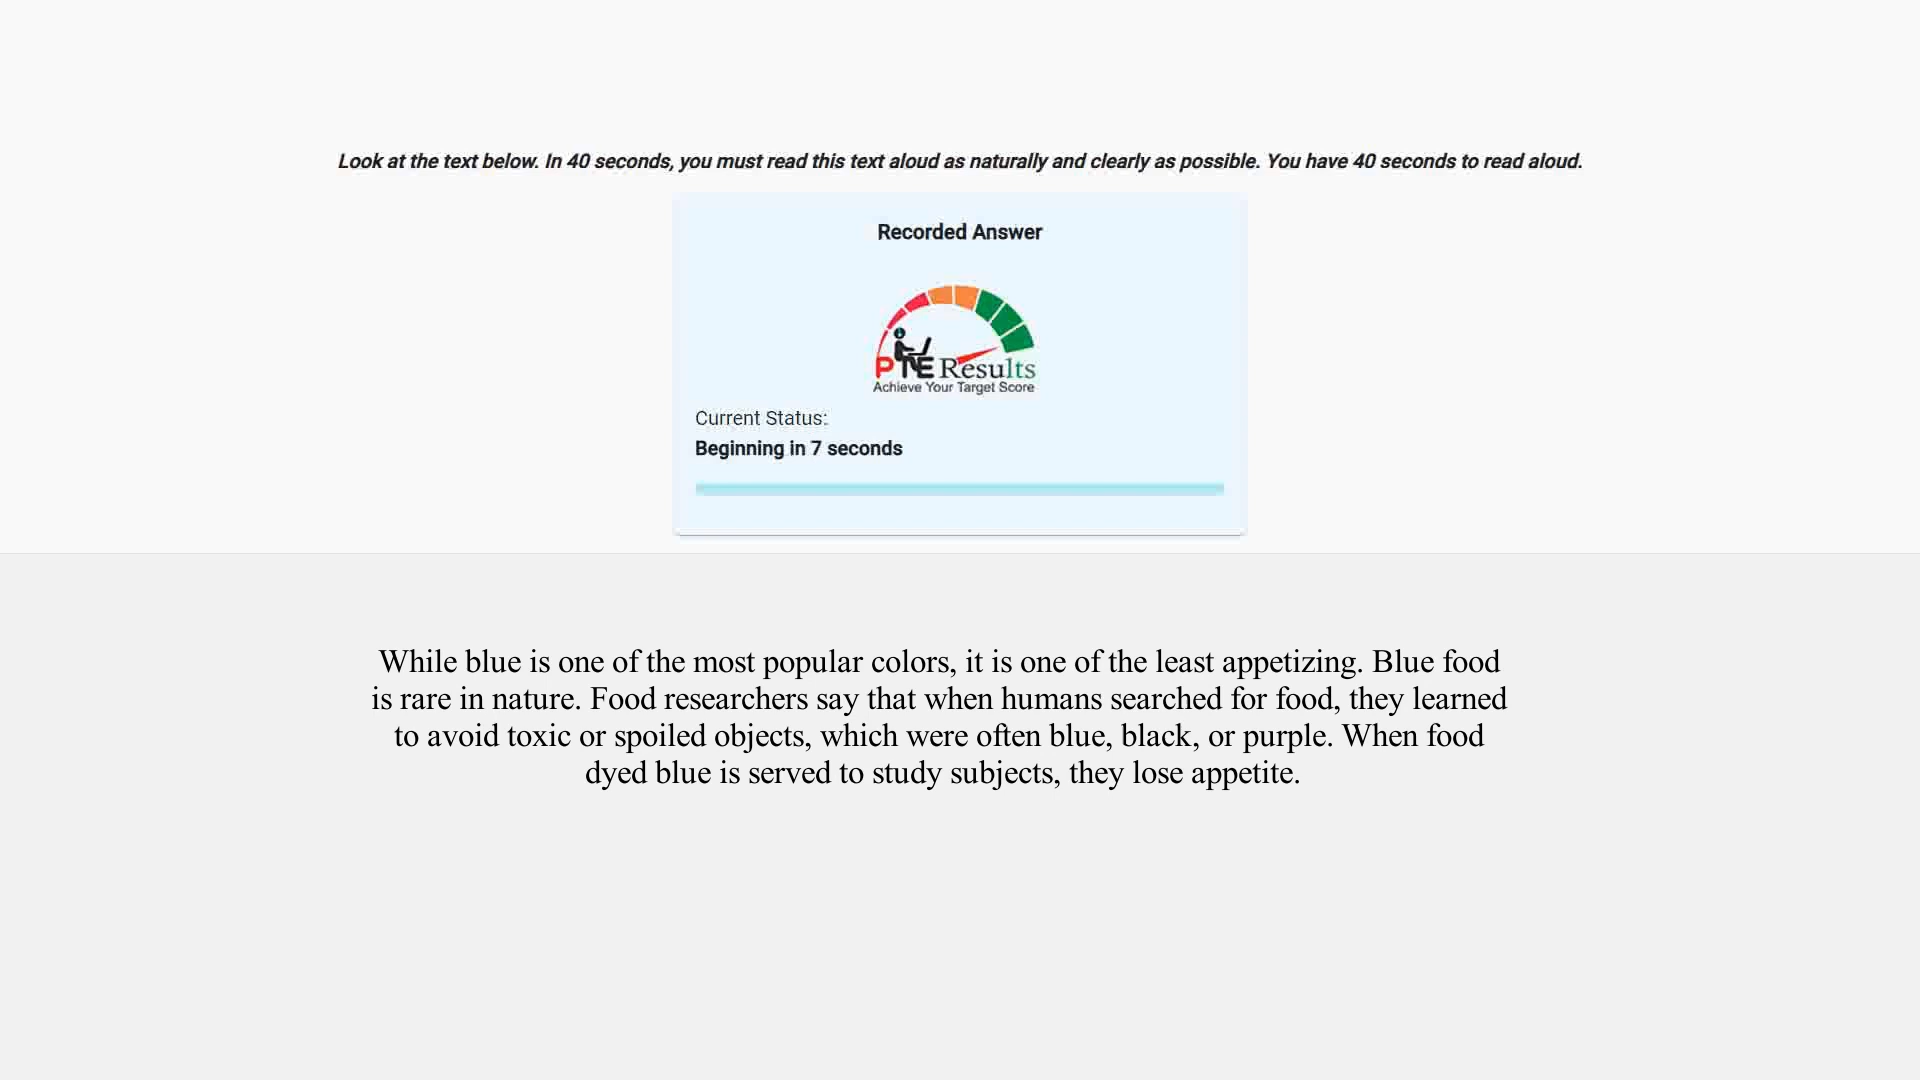 Look at the text below. In 40 seconds, you must read this text aloud as naturally and clearly as possible. You have 40 seconds to read aloud.
Recorded Answer
PTE Results
Achieve Your Target Score
Current Status:
Beginning in 7 seconds
While blue is one of the most popular colors, it is one of the least appetizing. Blue food
is rare in nature. Food researchers say that when humans searched for food, they learned
to avoid toxic or spoiled objects, which were often blue, black, or purple. When food
dyed blue is served to study subjects, they lose appetite.